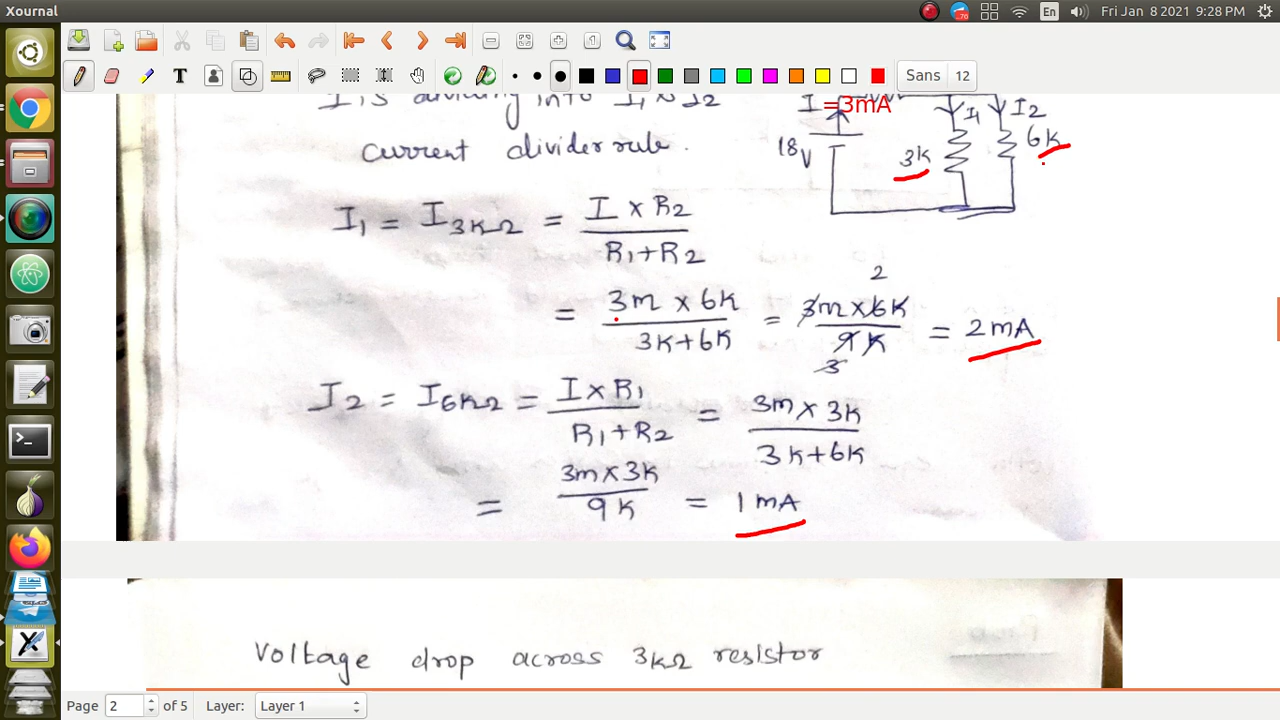 Xournal
En
Fri Jan 8 2021 9:28 PM
T
Sans 12
I is dividing into I1 & I2
current divider rule.
I =3mA
I1
I2
18V
3K
6K
I1 = I3KΩ = I × R2 / R1+R2
= 3m × 6K / 3K+6K = 3m×6K / 9K = 2mA
2
3
I2 = I6KΩ = I × R1 / R1+R2 = 3m × 3K / 3K+6K
= 3m×3K / 9K = 1mA
Voltage drop across 3KΩ resistor
Page 2 of 5 Layer: Layer 1